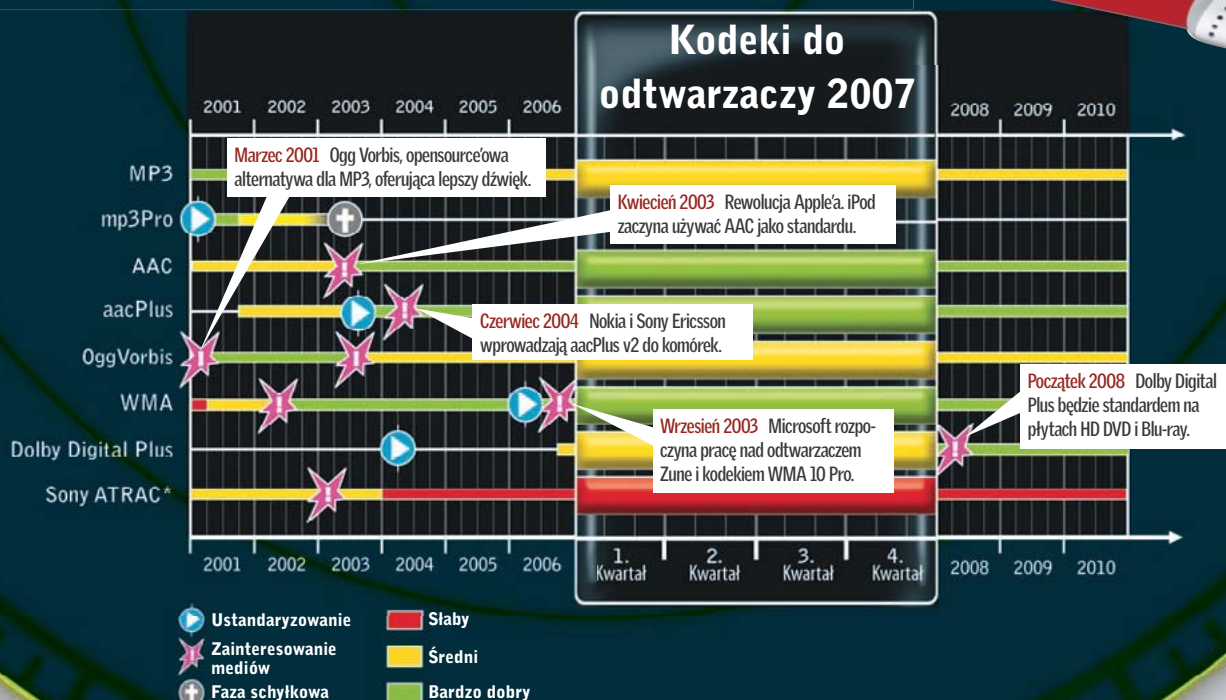 Kodeki do
odtwarzaczy 2007
2001 2002 2003 2004 2005 2006 2008 2009 2010
MP3
Marzec 2001 Ogg Vorbis, opensource'owa
alternatywa dla MP3, oferująca lepszy dźwięk.
mp3Pro
Kwiecień 2003 Rewolucja Apple'a. iPod
zaczyna używać AAC jako standardu.
AAC
aacPlus
Czerwiec 2004 Nokia i Sony Ericsson
wprowadzają aacPlus v2 do komórek.
OggVorbis
WMA
Początek 2008 Dolby Digital
Plus będzie standardem na
płytach HD DVD i Blu-ray.
Wrzesień 2003 Microsoft rozpo-
czyna pracę nad odtwarzaczem
Zune i kodekiem WMA 10 Pro.
Dolby Digital Plus
Sony ATRAC*
2001 2002 2003 2004 2005 2006 1. Kwartał 2. Kwartał 3. Kwartał 4. Kwartał 2008 2009 2010
Ustandaryzowanie
Zainteresowanie
mediów
Faza schyłkowa
Słaby
Średni
Bardzo dobry